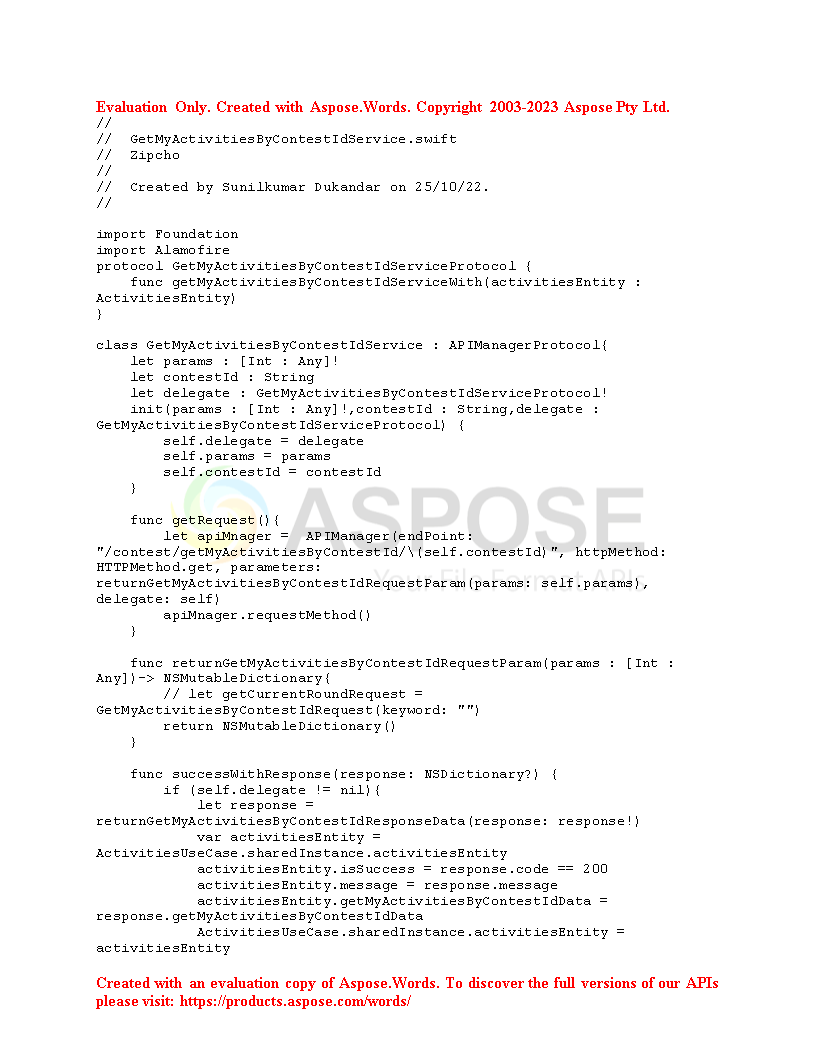 Evaluation Only. Created with Aspose.Words. Copyright 2003-2023 Aspose Pty Ltd.
//
//  GetMyActivitiesByContestIdService.swift
//  Zipcho
//
//  Created by Sunilkumar Dukandar on 25/10/22.
//

import Foundation
import Alamofire
protocol GetMyActivitiesByContestIdServiceProtocol {
    func getMyActivitiesByContestIdServiceWith(activitiesEntity :
ActivitiesEntity)
}

class GetMyActivitiesByContestIdService : APIManagerProtocol{
    let params : [Int : Any]!
    let contestId : String
    let delegate : GetMyActivitiesByContestIdServiceProtocol!
    init(params : [Int : Any]!,contestId : String,delegate :
GetMyActivitiesByContestIdServiceProtocol) {
        self.delegate = delegate
        self.params = params
        self.contestId = contestId
    }

    func getRequest(){
        let apiMnager =  APIManager(endPoint:
"/contest/getMyActivitiesByContestId/\(self.contestId)", httpMethod:
HTTPMethod.get, parameters:
returnGetMyActivitiesByContestIdRequestParam(params: self.params),
delegate: self)
        apiMnager.requestMethod()
    }

    func returnGetMyActivitiesByContestIdRequestParam(params : [Int :
Any])-> NSMutableDictionary{
        // let getCurrentRoundRequest =
GetMyActivitiesByContestIdRequest(keyword: "")
        return NSMutableDictionary()
    }

    func successWithResponse(response: NSDictionary?) {
        if (self.delegate != nil){
            let response =
returnGetMyActivitiesByContestIdResponseData(response: response!)
            var activitiesEntity =
ActivitiesUseCase.sharedInstance.activitiesEntity
            activitiesEntity.isSuccess = response.code == 200
            activitiesEntity.message = response.message
            activitiesEntity.getMyActivitiesByContestIdData =
response.getMyActivitiesByContestIdData
            ActivitiesUseCase.sharedInstance.activitiesEntity =
activitiesEntity

ASPOSE
Your File Format APIs
Created with an evaluation copy of Aspose.Words. To discover the full versions of our APIs
please visit: https://products.aspose.com/words/